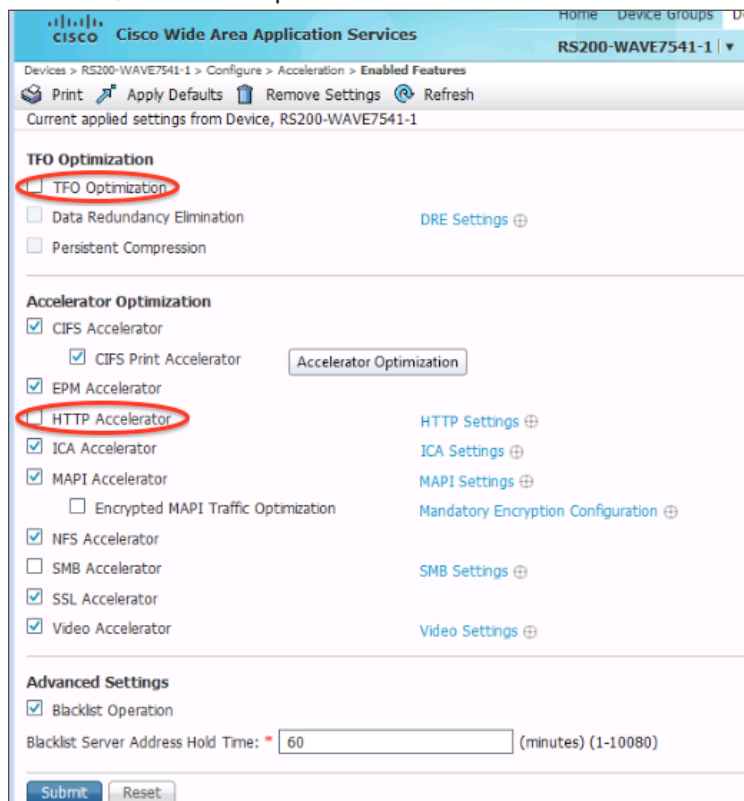 Home Device Groups
CISCO Cisco Wide Area Application Services
RS200-WAVE7541-1
Devices > RS200-WAVE7541-1 > Configure > Acceleration > Enabled Features
Print Apply Defaults Remove Settings Refresh
Current applied settings from Device, RS200-WAVE7541-1
TFO Optimization
TFO Optimization
Data Redundancy Elimination DRE Settings
Persistent Compression
Accelerator Optimization
CIFS Accelerator
CIFS Print Accelerator Accelerator Optimization
EPM Accelerator
HTTP Accelerator HTTP Settings
ICA Accelerator ICA Settings
MAPI Accelerator MAPI Settings
Encrypted MAPI Traffic Optimization Mandatory Encryption Configuration
NFS Accelerator
SMB Accelerator SMB Settings
SSL Accelerator
Video Accelerator Video Settings
Advanced Settings
Blacklist Operation
Blacklist Server Address Hold Time: * 60 (minutes) (1-10080)
Submit Reset